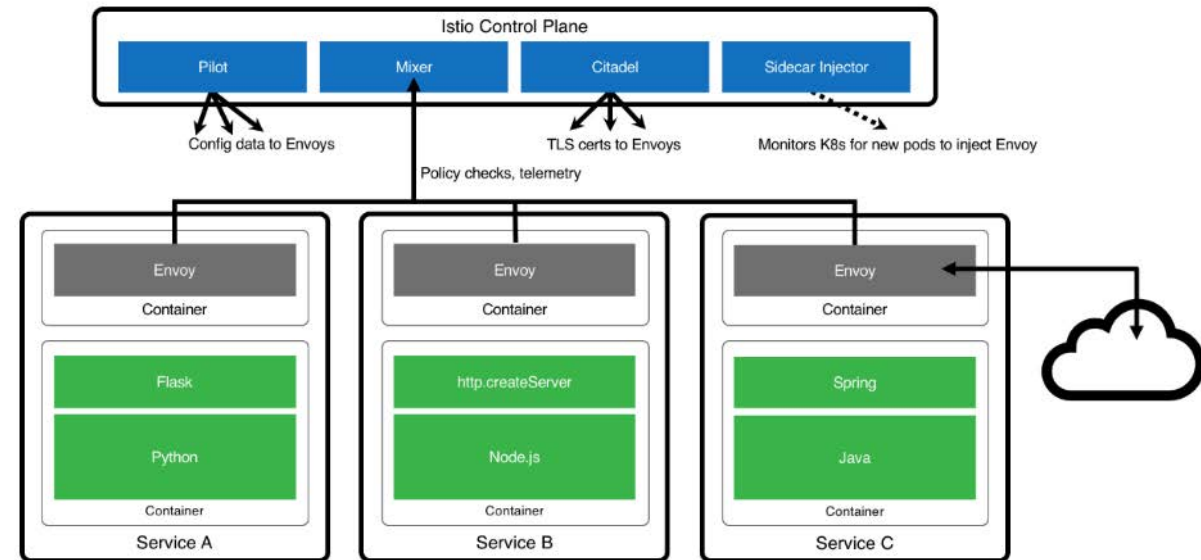 Istio Control Plane
Pilot
Mixer
Citadel
Sidecar Injector
Config data to Envoys
TLS certs to Envoys
Monitors K8s for new pods to inject Envoy
Policy checks, telemetry
Envoy
Container
Flask
Python
Container
Service A
Envoy
Container
http.createServer
Node.js
Container
Service B
Envoy
Container
Spring
Java
Container
Service C